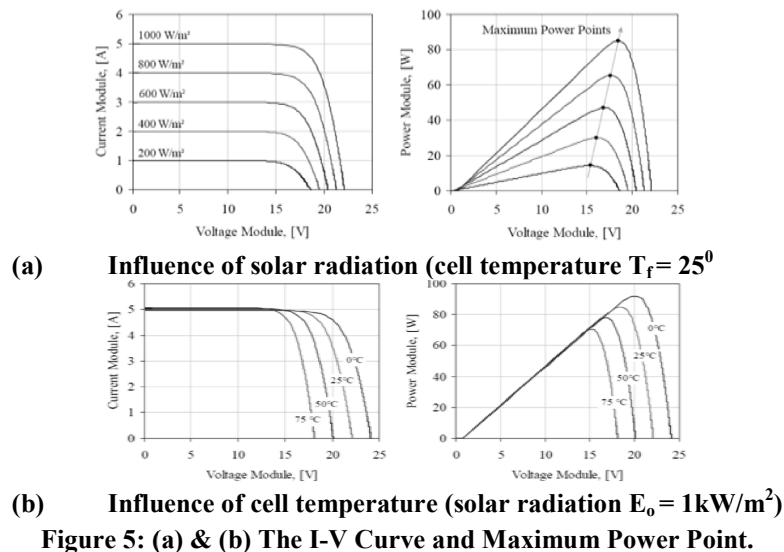 Current Module, [A]
6
5
4
3
2
1
0
1000 W/m²
800 W/m²
600 W/m²
400 W/m²
200 W/m²
0 5 10 15 20 25
Voltage Module, [V]
Power Module, [W]
100
80
60
40
20
0
Maximum Power Points
0 5 10 15 20 25
Voltage Module, [V]
(a) Influence of solar radiation (cell temperature T_f = 25⁰
Current Module, [A]
6
5
4
3
2
1
0
0°C
25°C
50°C
75 °C
0 5 10 15 20 25
Voltage Module, [V]
Power Module, [W]
100
80
60
40
20
0
0°C
25°C
50°C
75 °C
0 5 10 15 20 25
Voltage Module, [V]
(b) Influence of cell temperature (solar radiation E_o = 1kW/m²)
Figure 5: (a) & (b) The I-V Curve and Maximum Power Point.